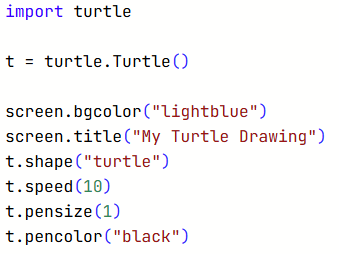 import turtle
t = turtle.Turtle()
screen.bgcolor("lightblue")
screen.title("My Turtle Drawing")
t.shape("turtle")
t.speed(10)
t.pensize(1)
t.pencolor("black")